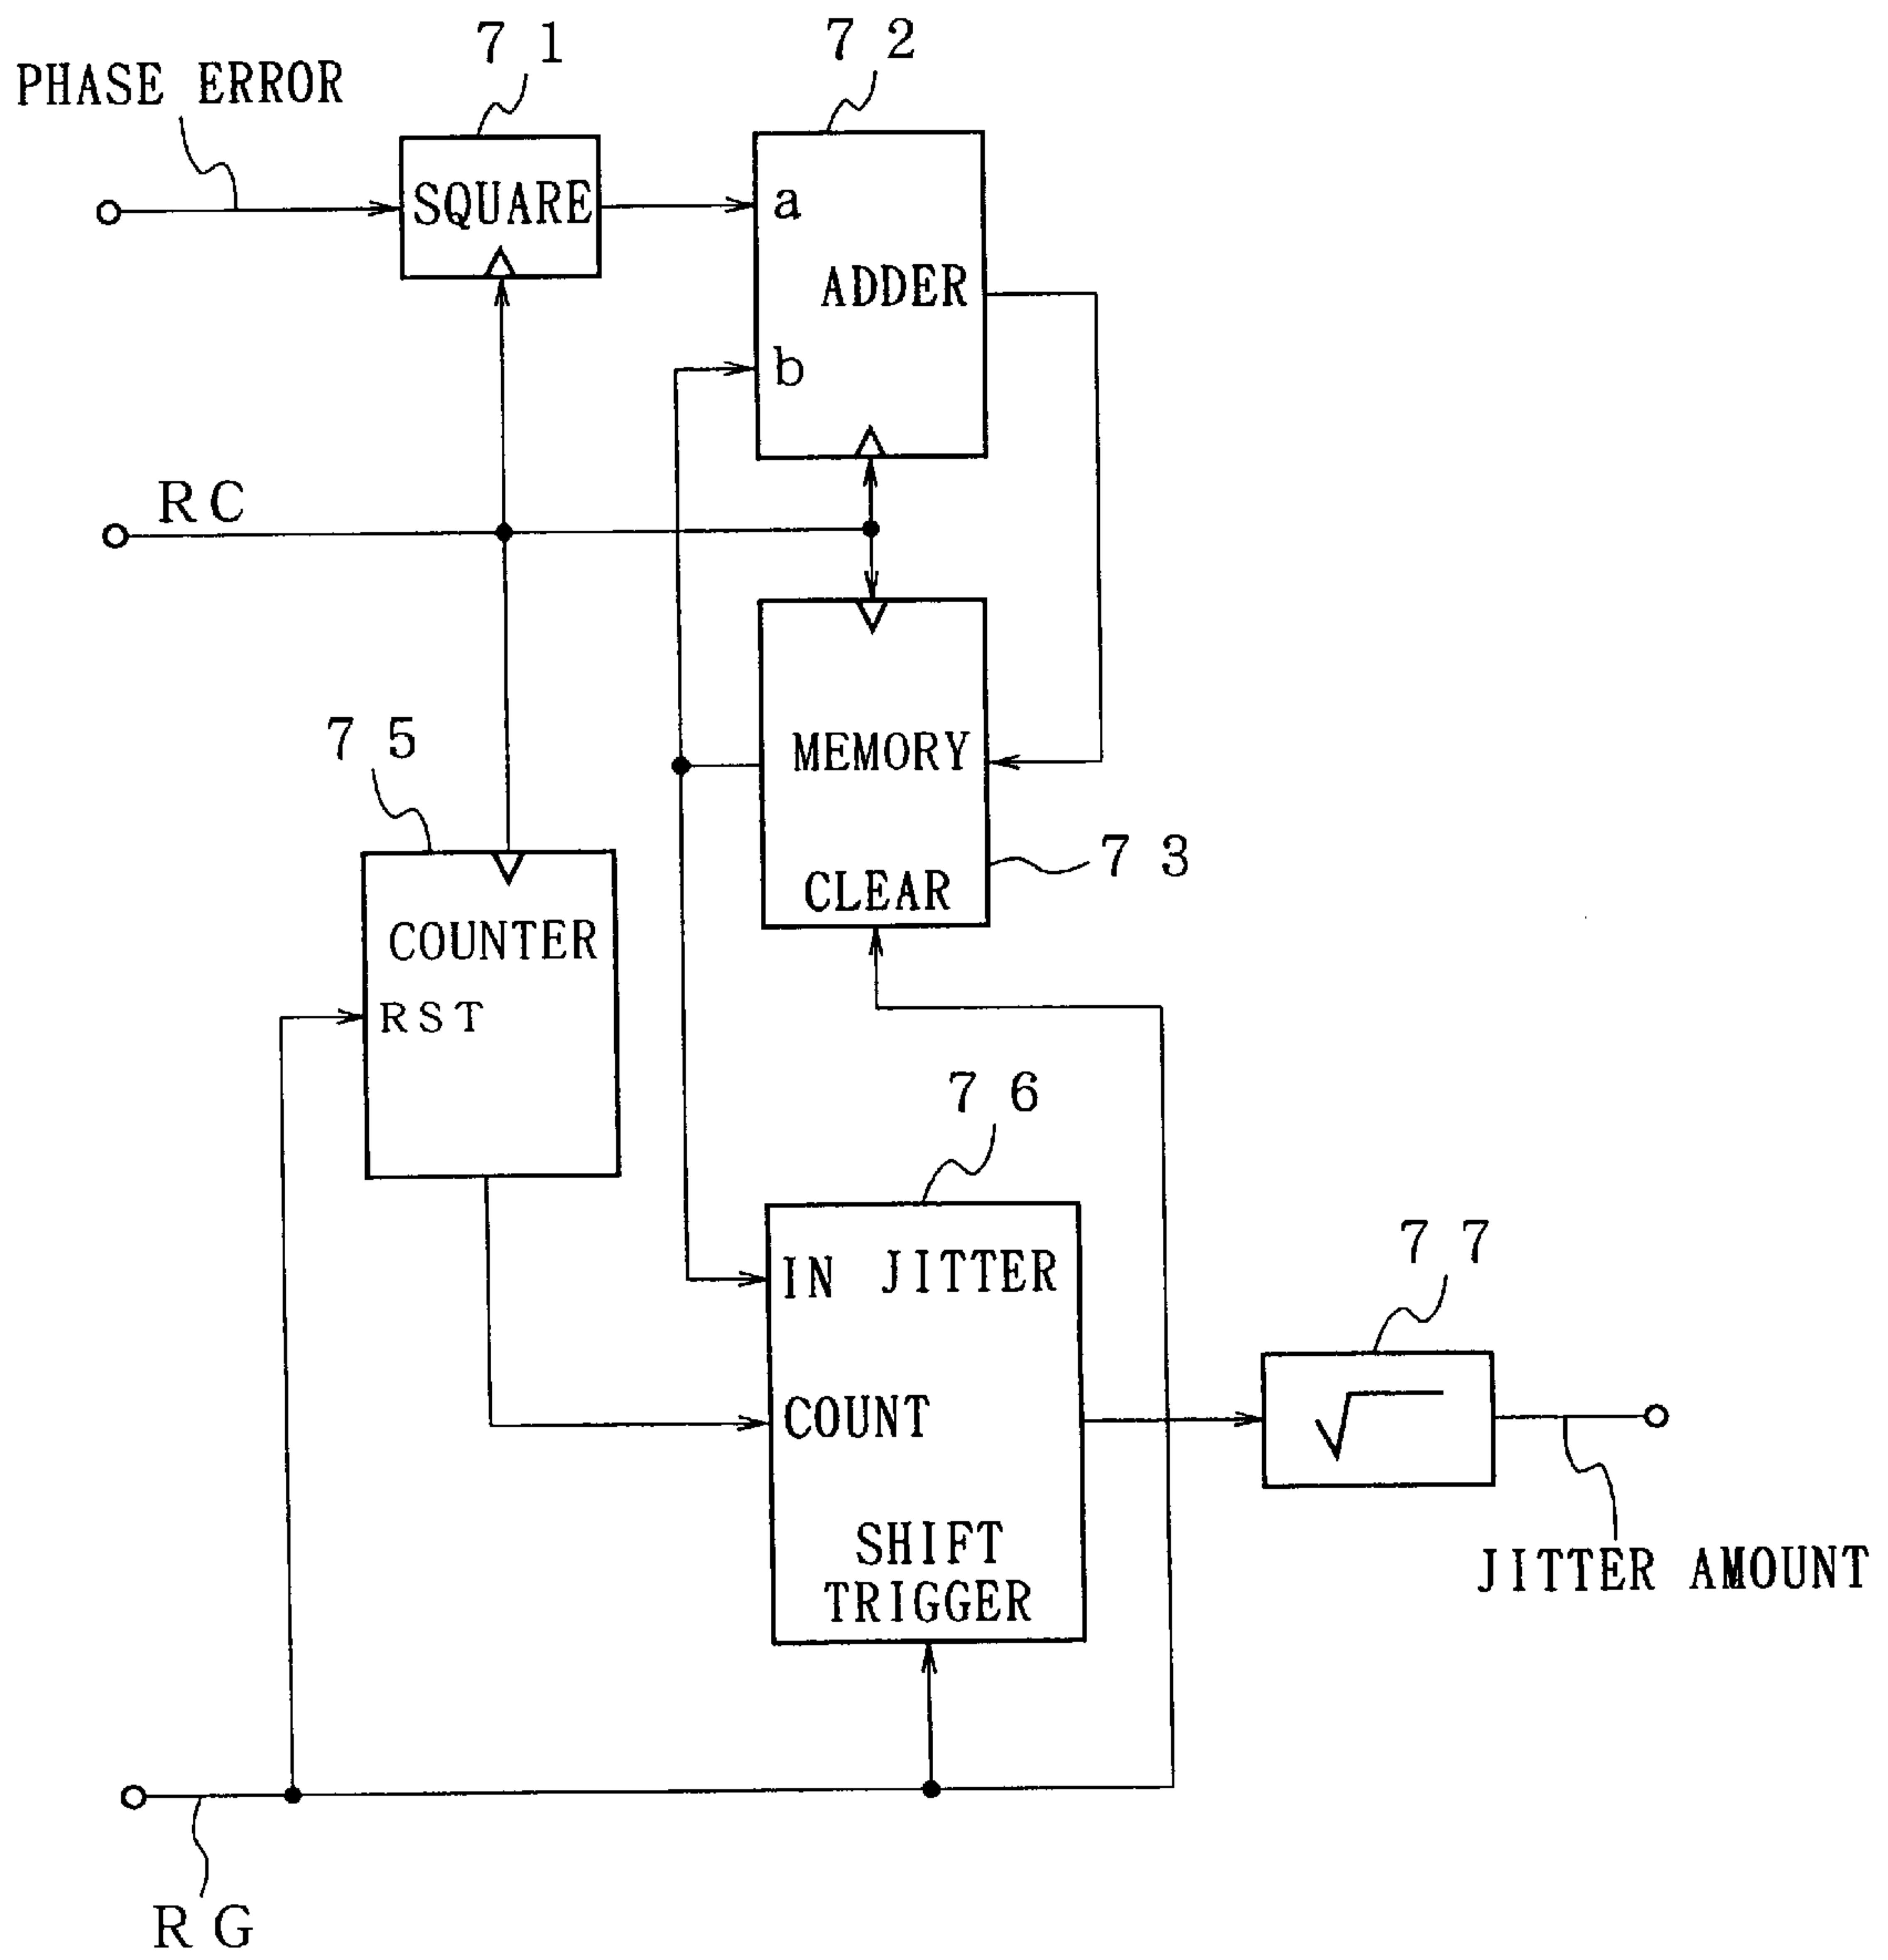 71
72
PHASE ERROR
SQUARE
a
ADDER
b
RC
75
MEMORY
73
CLEAR
COUNTER
RST
76
77
IN JITTER
COUNT
SHIFT
TRIGGER
JITTER AMOUNT
RG